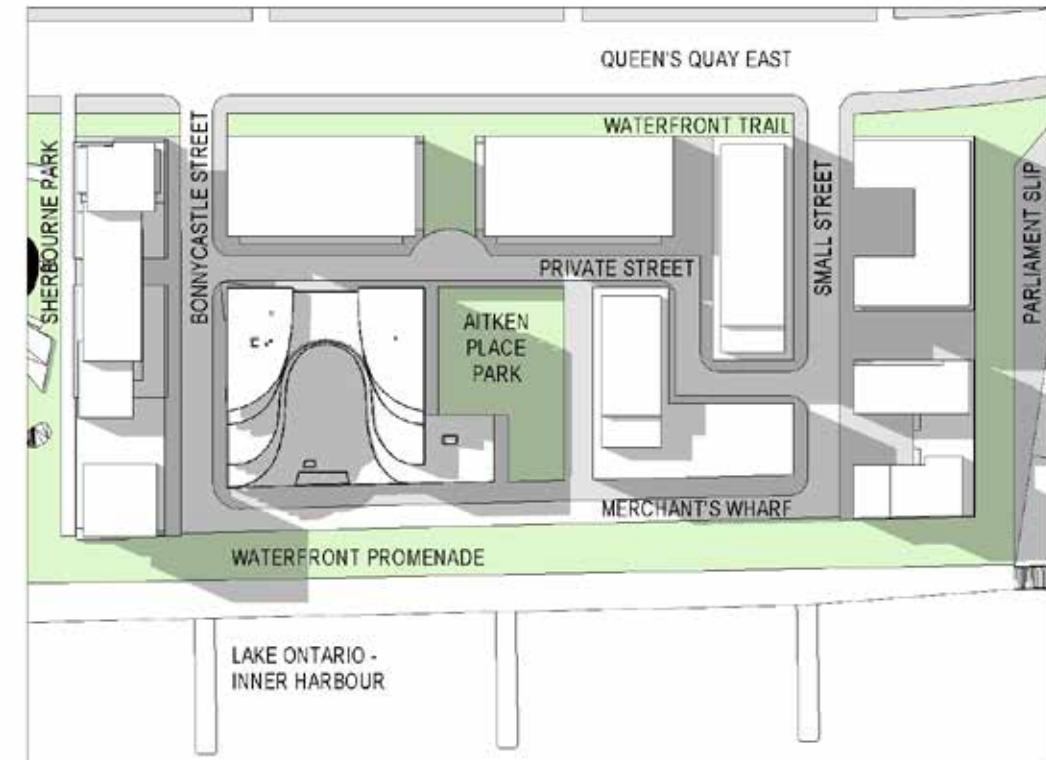 QUEEN'S QUAY EAST
WATERFRONT TRAIL
SHERBOURNE PARK
BONNYCASTLE STREET
SMALL STREET
PARLIAMENT SLIP
PRIVATE STREET
AITKEN
PLACE
PARK
MERCHANT'S WHARF
WATERFRONT PROMENADE
LAKE ONTARIO -
INNER HARBOUR